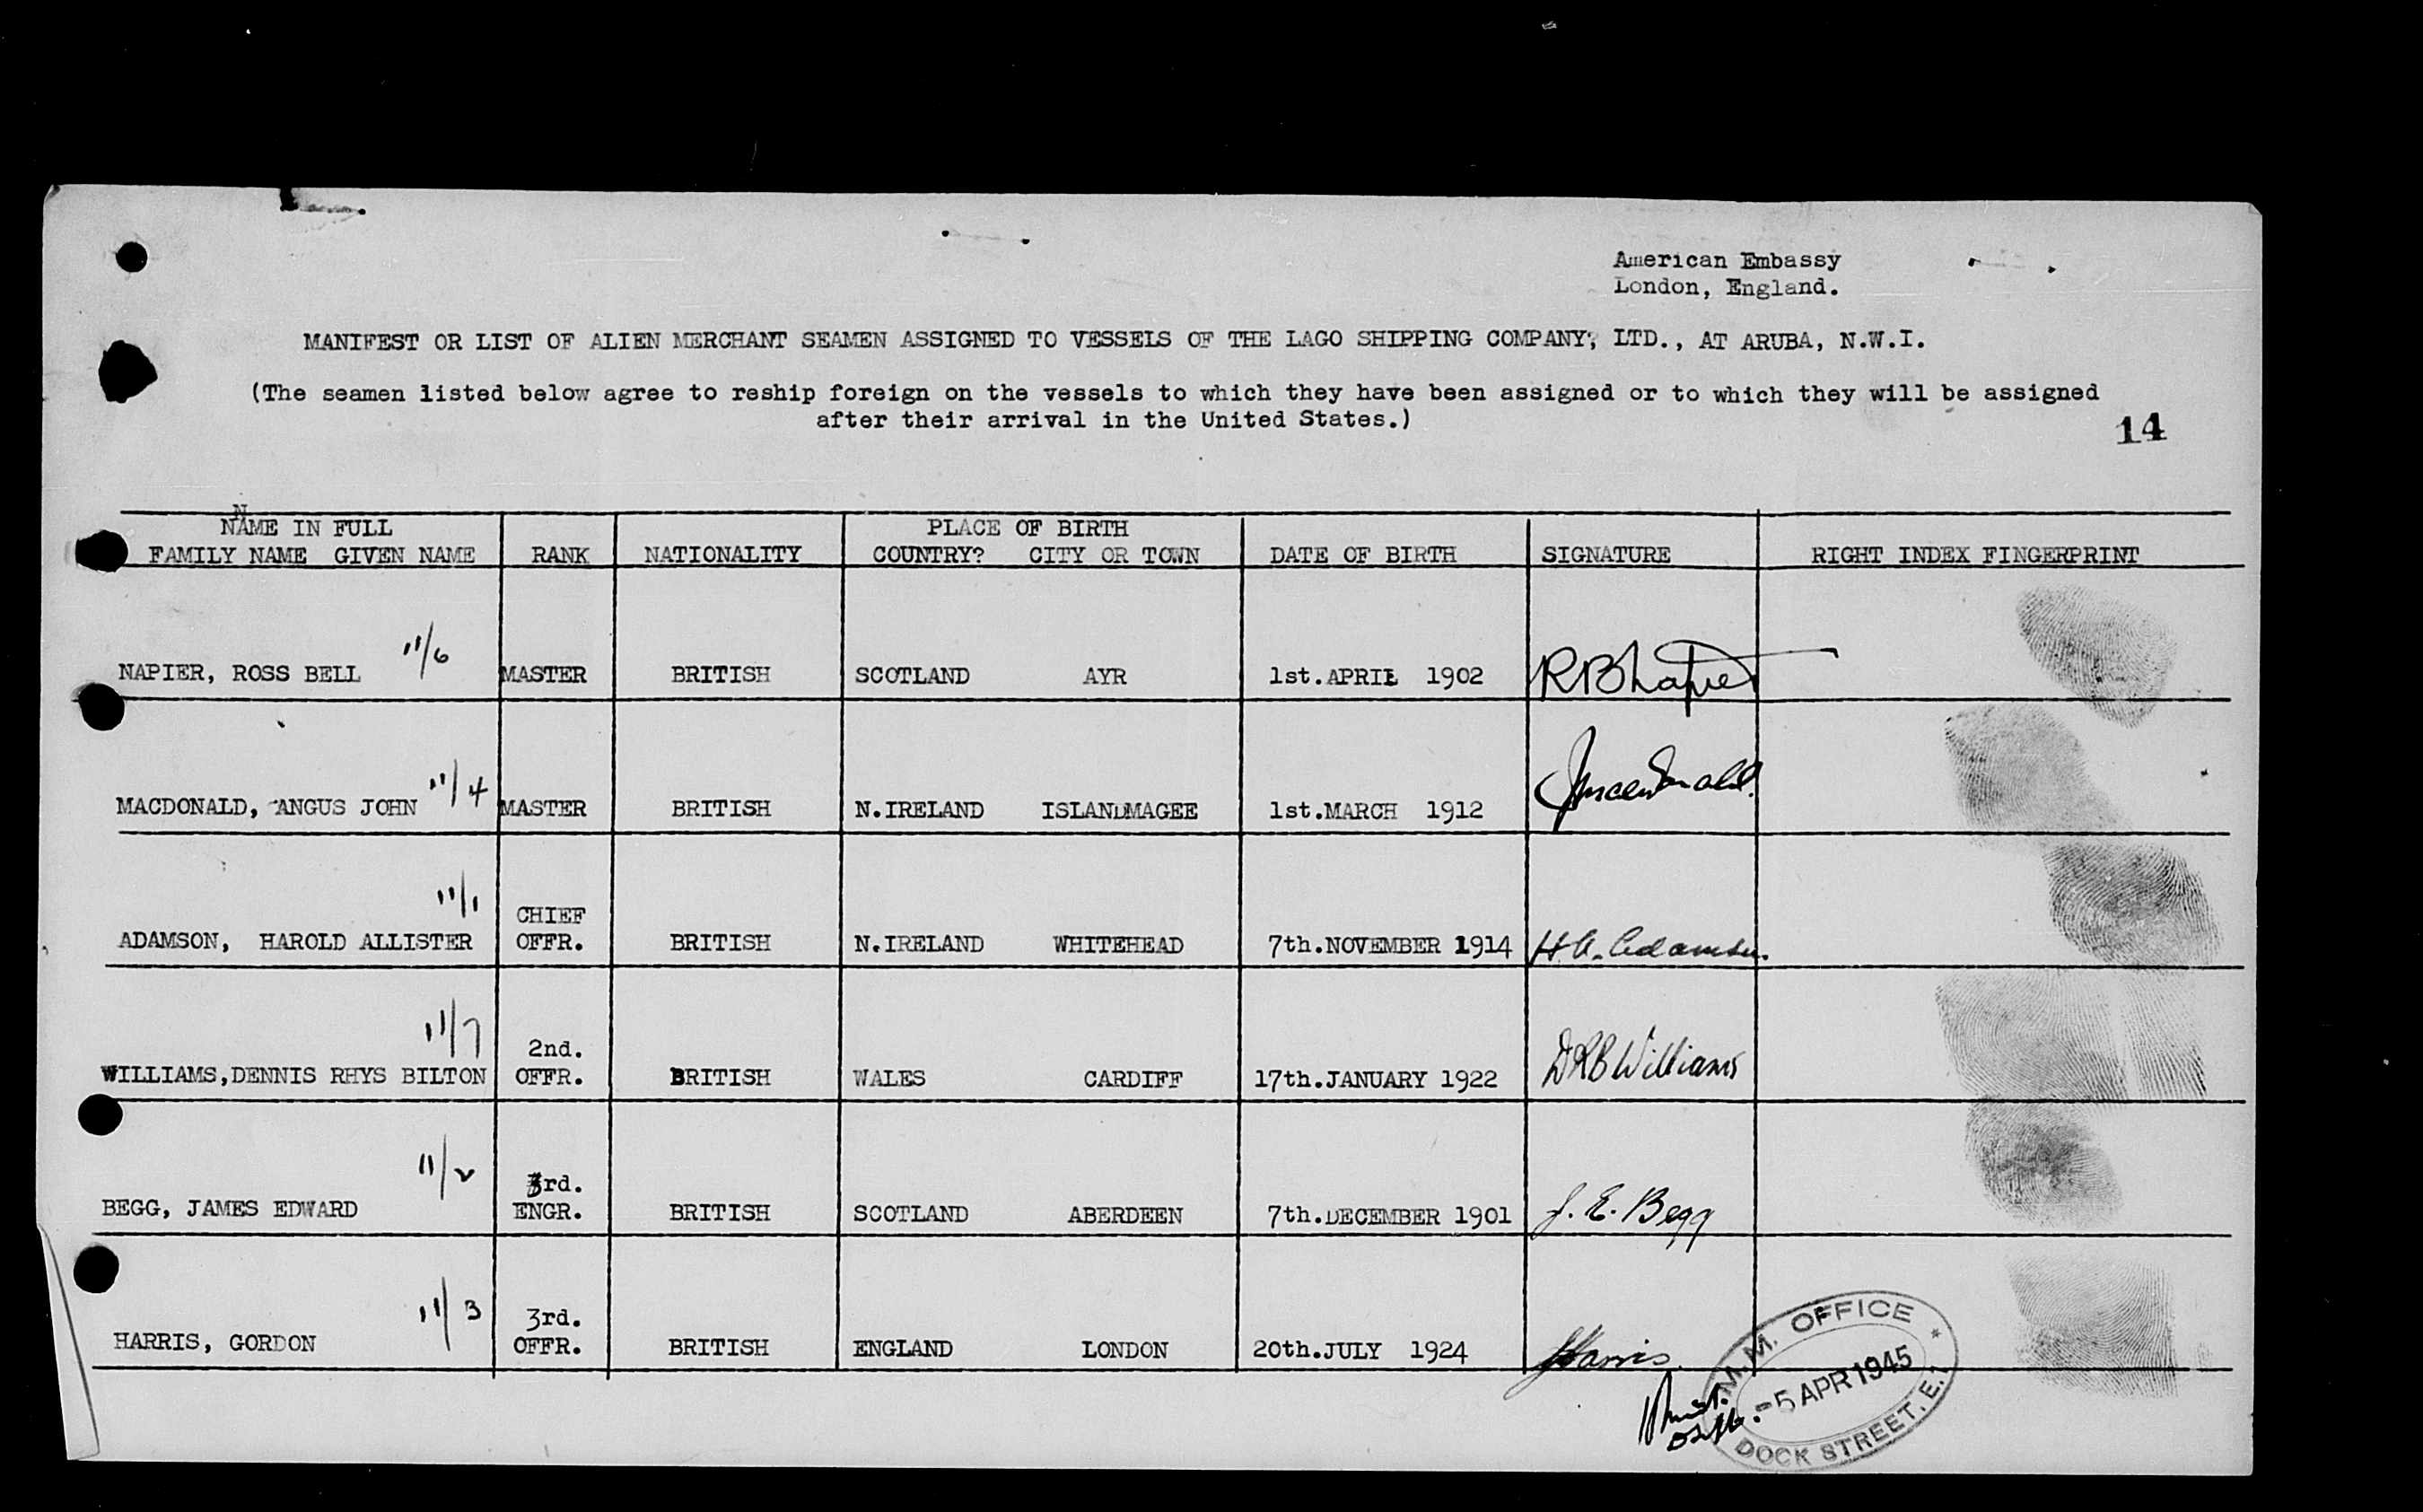 American Embassy
London, England.
MANIFEST OR LIST OF ALIEN MERCHANT SEAMEN ASSIGNED TO VESSELS OF THE LAGO SHIPPING COMPANY, LTD., AT ARUBA, N.W.I.
(The seamen listed below agree to reship foreign on the vessels to which they have been assigned or to which they will be assigned
after their arrival in the United States.)
14
NAME IN FULL PLACE OF BIRTH
FAMILY NAME GIVEN NAME RANK NATIONALITY COUNTRY? CITY OR TOWN DATE OF BIRTH SIGNATURE RIGHT INDEX FINGERPRINT
11/6
NAPIER, ROSS BELL MASTER BRITISH SCOTLAND AYR 1st.APRIL 1902 RBNapier
11/4
MACDONALD, ANGUS JOHN MASTER BRITISH N.IRELAND ISLANDMAGEE 1st.MARCH 1912
11/1 CHIEF
ADAMSON, HAROLD ALLISTER OFFR. BRITISH N.IRELAND WHITEHEAD 7th.NOVEMBER 1914 H.A. Adamson.
11/7 2nd.
WILLIAMS,DENNIS RHYS BILTON OFFR. BRITISH WALES CARDIFF 17th.JANUARY 1922 DRB Williams
11/2 3rd.
BEGG, JAMES EDWARD ENGR. BRITISH SCOTLAND ABERDEEN 7th.DECEMBER 1901 J. E. Begg
11/3 3rd.
HARRIS, GORDON OFFR. BRITISH ENGLAND LONDON 20th.JULY 1924 Harris.
M.M. OFFICE
-5 APR 1945
DOCK STREET. E.1